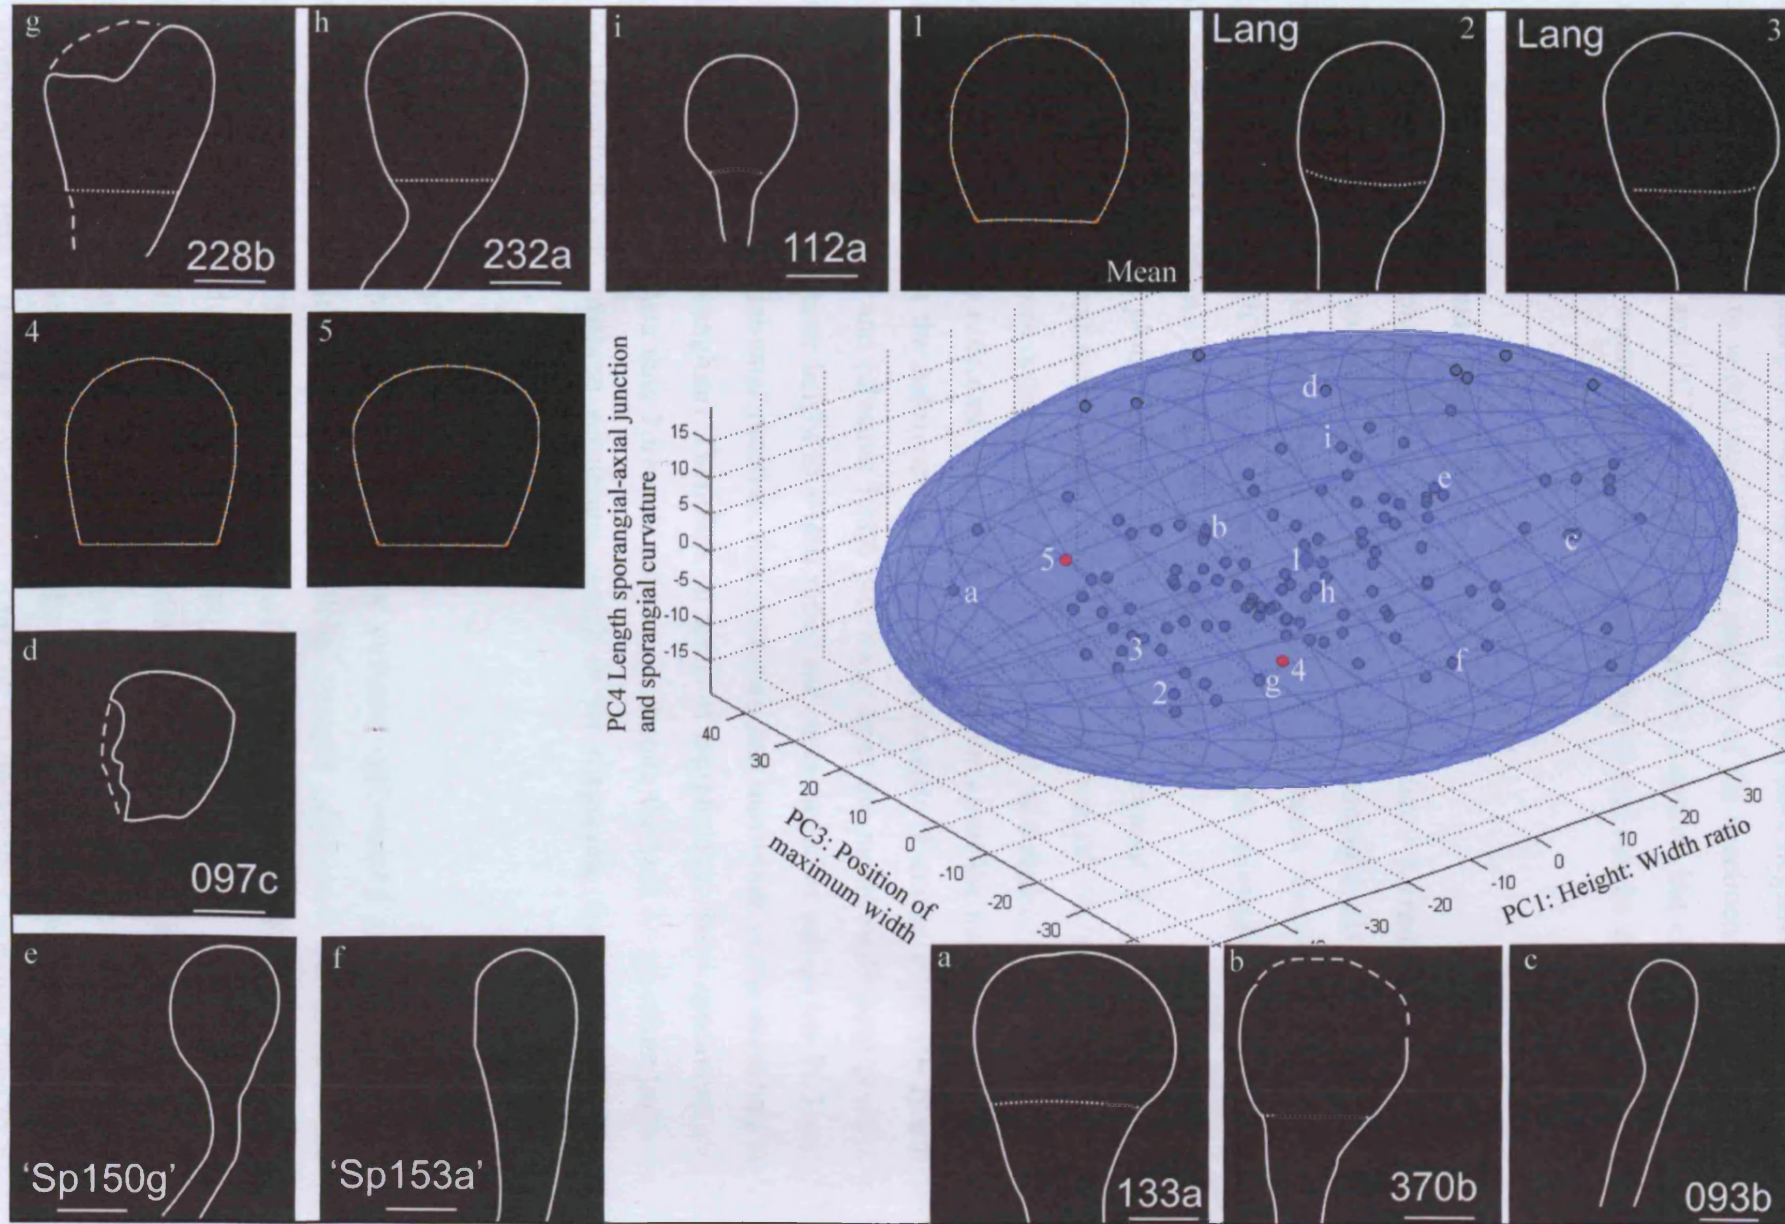 g
228b
h
232a
i
112a
1
Mean
Lang 2
Lang 3
4
5
d
097c
e
'Sp150g'
f
'Sp153a'
PC4 Length sporangial-axial junction
and sporangial curvature
15
10
5
0
-5
-10
-15
40
30
20
10
0
-10
-20
-30
PC3: Position of
maximum width
30
20
10
0
-10
-20
-30
PC1: Height: Width ratio
d
i
e
b
5
1
c
a
h
3
4
f
g
2
a
133a
b
370b
c
093b